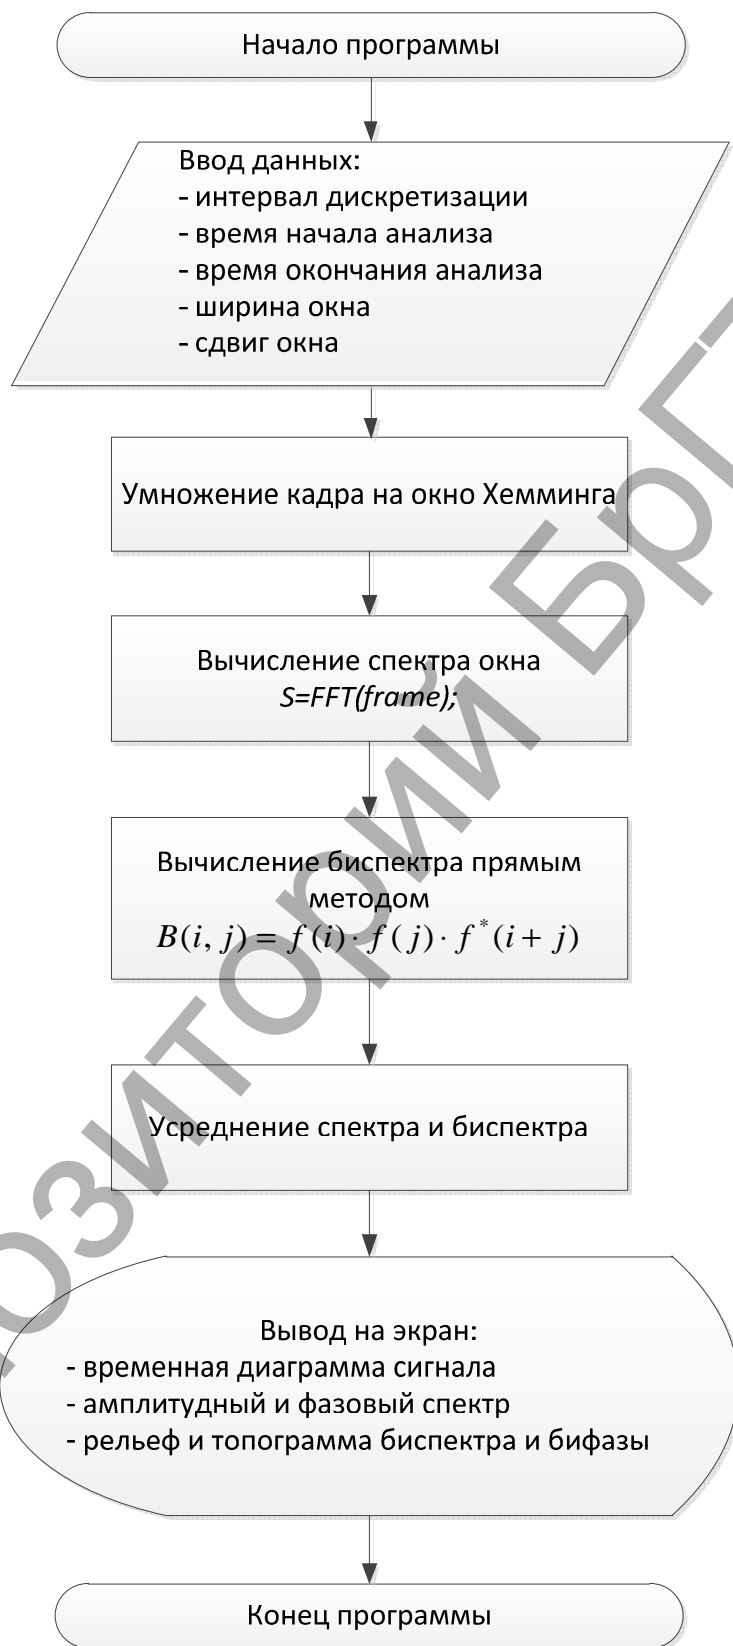 Начало программы
Ввод данных:
- интервал дискретизации
- время начала анализа
- время окончания анализа
- ширина окна
- сдвиг окна
Умножение кадра на окно Хемминга
Вычисление спектра окна
S=FFT(frame);
Вычисление биспектра прямым
методом
B(i, j) = f(i) · f(j) · f*(i + j)
Усреднение спектра и биспектра
Вывод на экран:
- временная диаграмма сигнала
- амплитудный и фазовый спектр
- рельеф и топограмма биспектра и бифазы
Конец программы